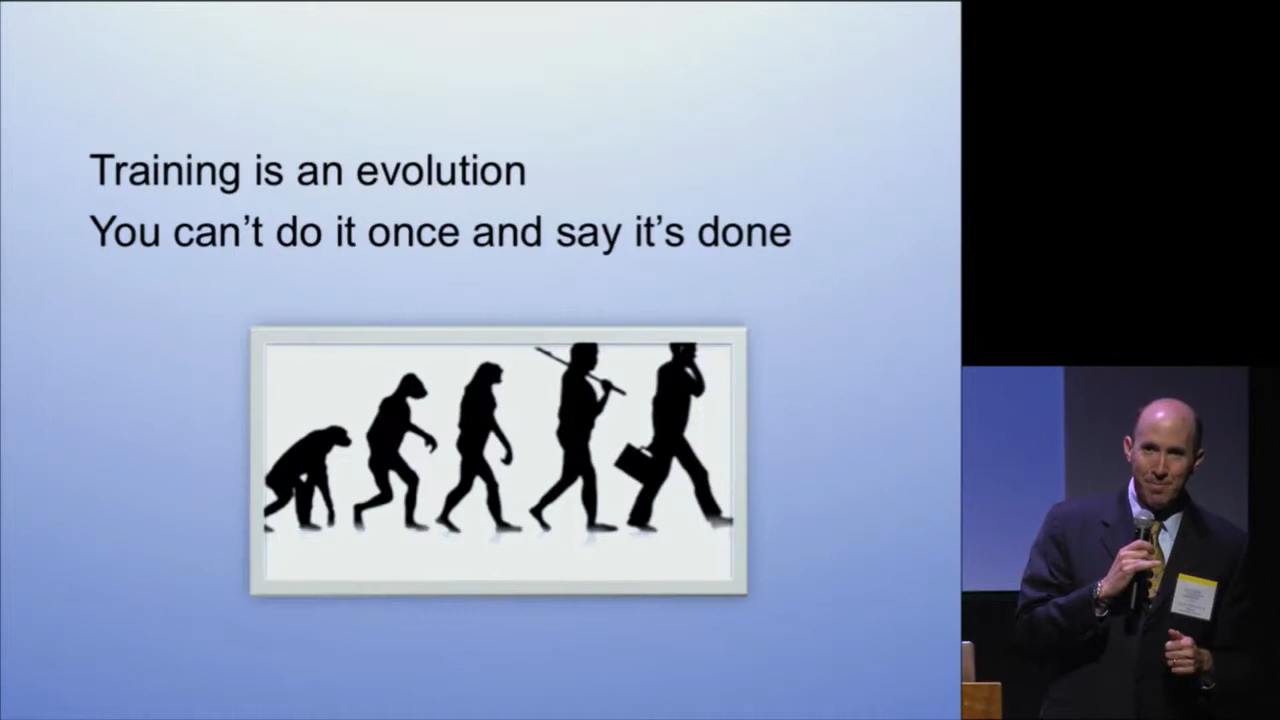 Training is an evolution
You can’t do it once and say it’s done